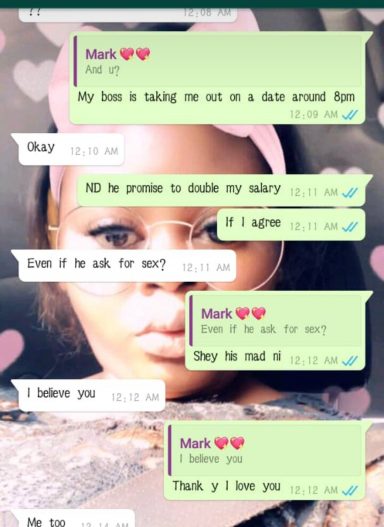 ?? 12:08 AM
Mark 💖💖
And u?
My boss is taking me out on a date around 8pm
12:09 AM
Okay 12:10 AM
ND he promise to double my salary 12:11 AM
If I agree 12:11 AM
Even if he ask for sex? 12:11 AM
Mark 💖💖
Even if he ask for sex?
Shey his mad ni 12:12 AM
I believe you 12:12 AM
Mark 💖💖
I believe you
Thank y I love you 12:12 AM
Me too 12:14 AM